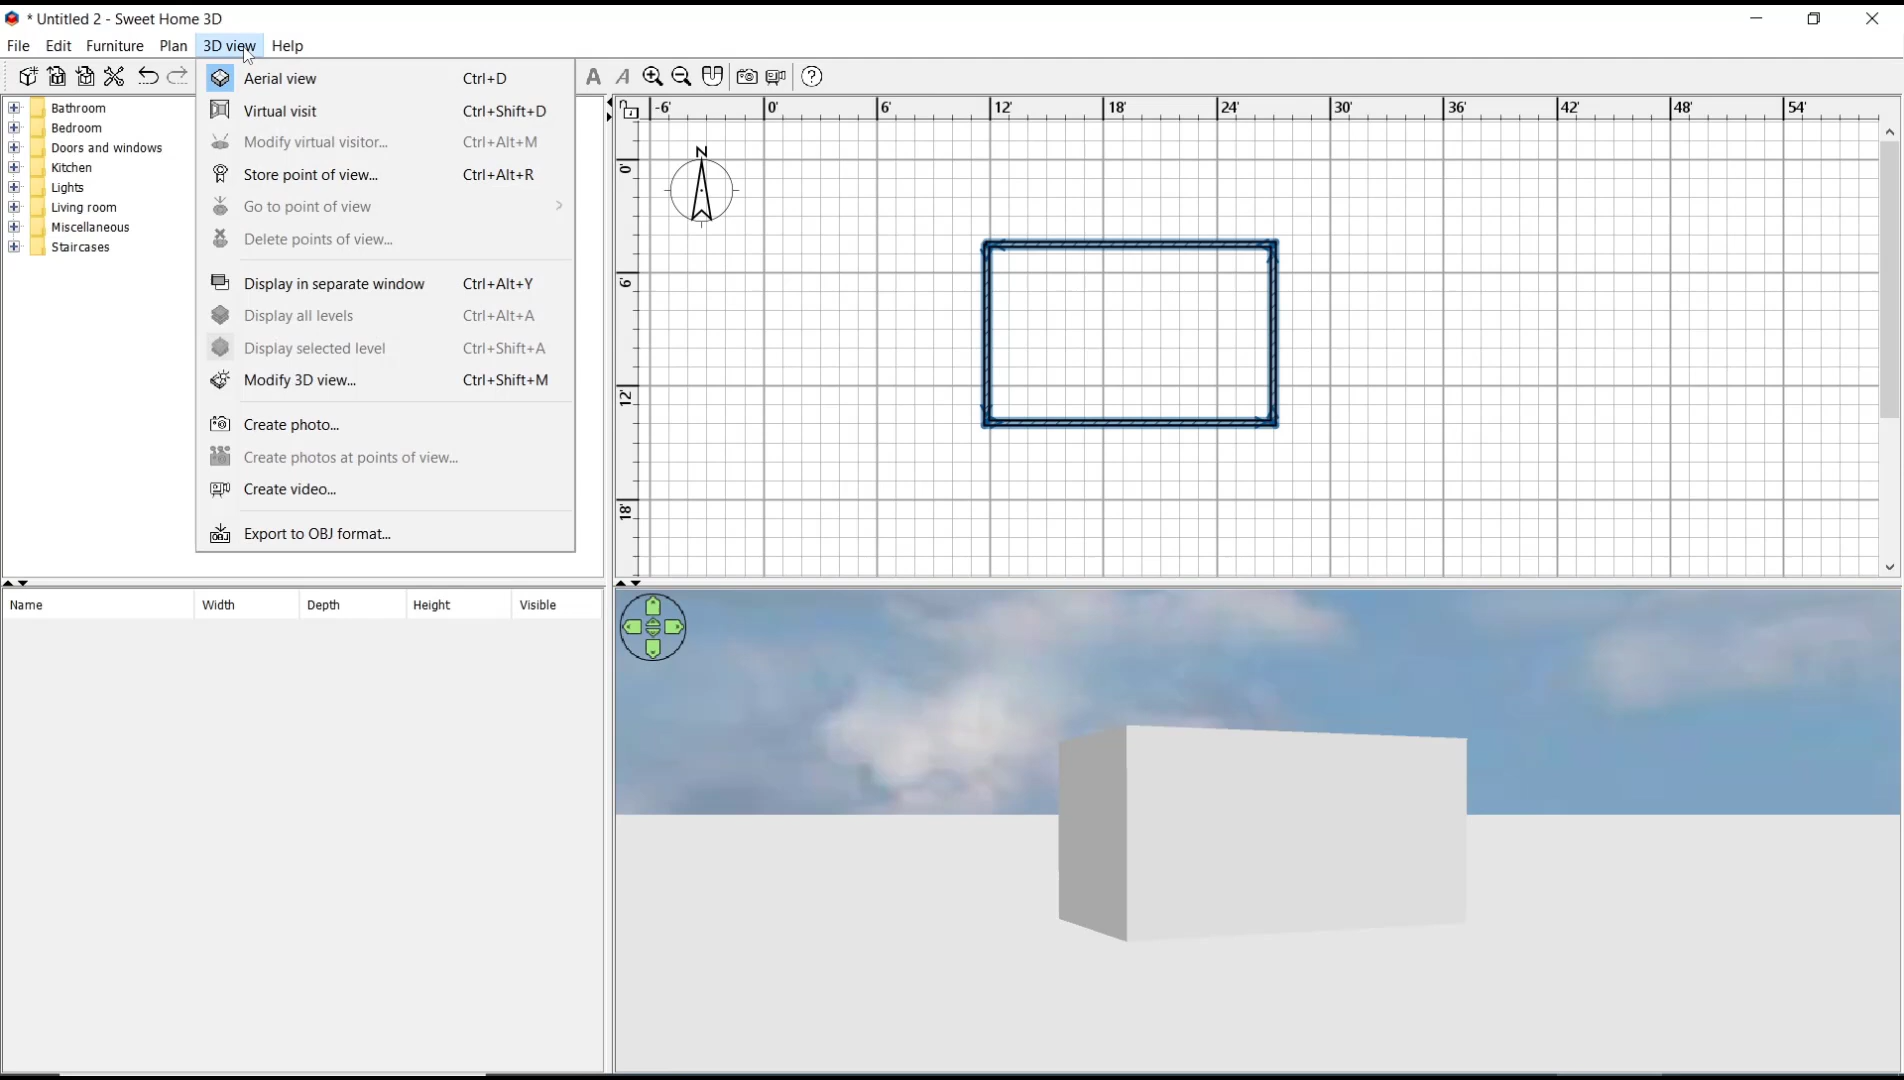 * Untitled 2 - Sweet Home 3D
File Edit Furniture Plan 3D view Help
Aerial view Ctrl+D
Virtual visit Ctrl+Shift+D
Modify virtual visitor... Ctrl+Alt+M
Store point of view... Ctrl+Alt+R
Go to point of view
Delete points of view...
Display in separate window Ctrl+Alt+Y
Display all levels Ctrl+Alt+A
Display selected level Ctrl+Shift+A
Modify 3D view... Ctrl+Shift+M
Create photo...
Create photos at points of view...
Create video...
OBJ Export to OBJ format...
Bathroom
Bedroom
Doors and windows
Kitchen
Lights
Living room
Miscellaneous
Staircases
A A ?
-6' 0' 6' 12' 18' 24' 30' 36' 42' 48' 54'
0'
6'
12'
18'
N
Name Width Depth Height Visible